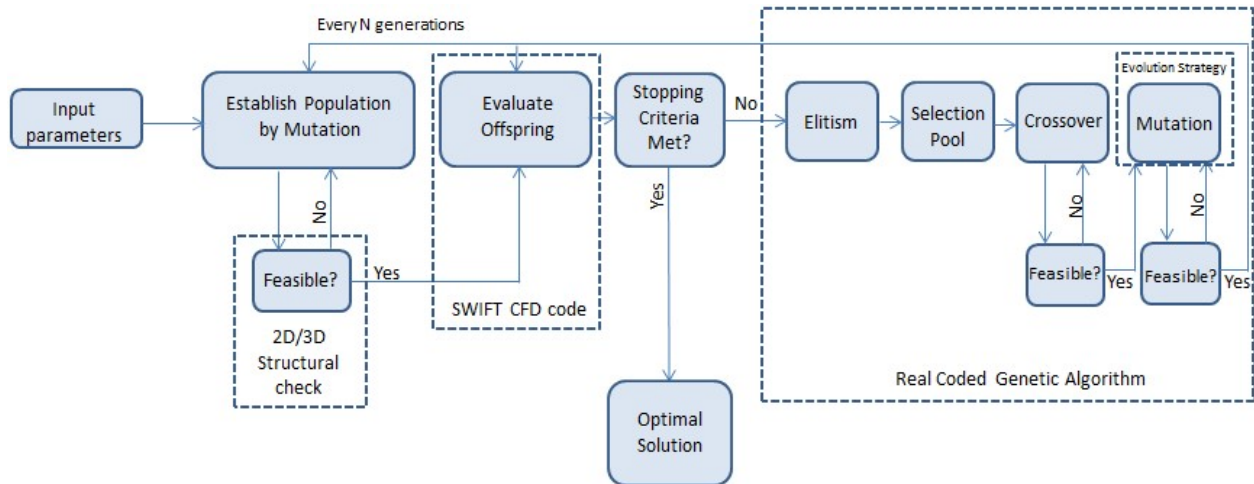 Every N generations
Input
parameters
Establish Population
by Mutation
Evaluate
Offspring
Stopping
Criteria
Met?
No
Elitism
Selection
Pool
Crossover
Evolution Strategy
Mutation
No
Feasible?
Yes
2D/3D
Structural
check
SWIFT CFD code
Yes
Optimal
Solution
No
Feasible?
Yes
No
Feasible?
Yes
Real Coded Genetic Algorithm